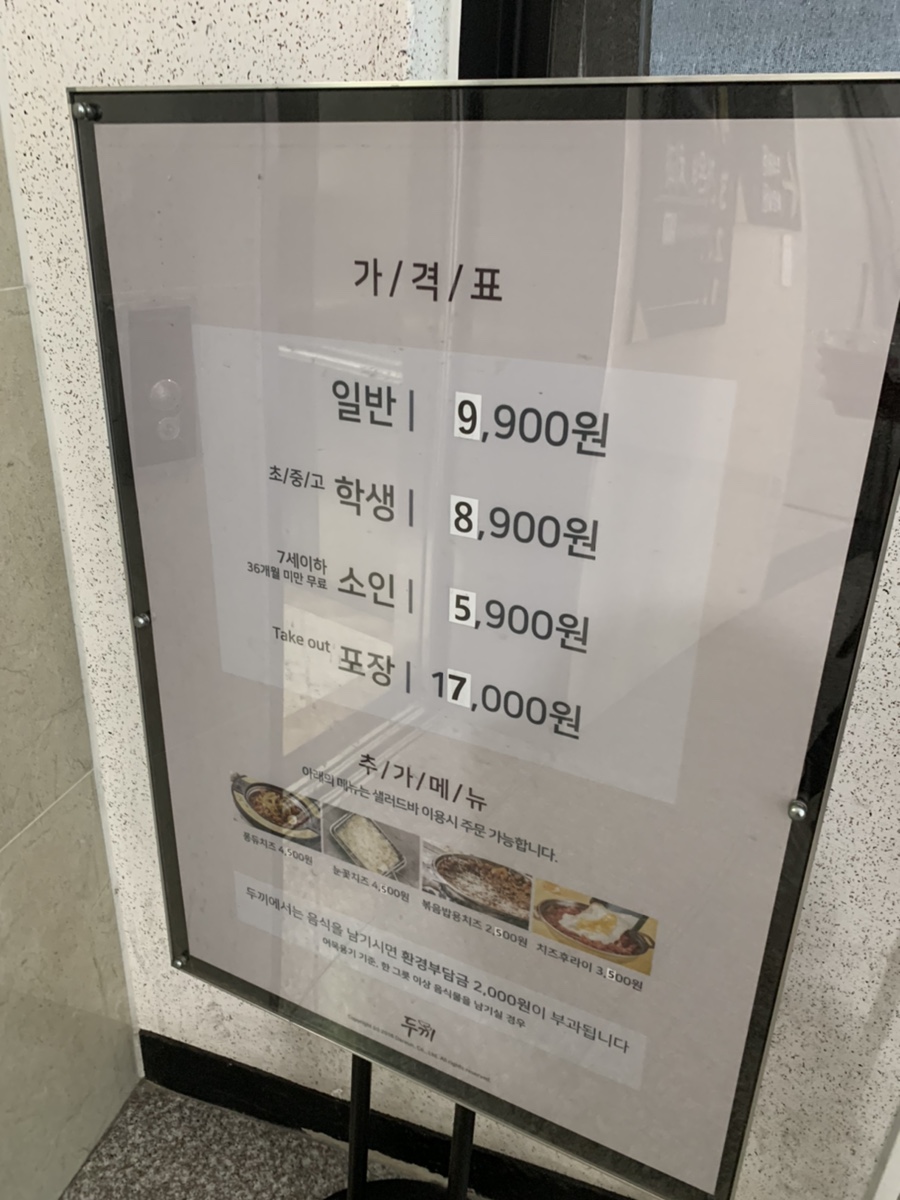 가/격/표
일반 | 9,900원
초/중/고 학생 | 8,900원
7세이하
36개월 미만 무료 소인 | 5,900원
Take out 포장 | 17,000원
추/가/메/뉴
아래의 메뉴는 샐러드바 이용시 주문 가능합니다.
퐁듀치즈 4,500원
눈꽃치즈 4,500원
볶음밥용치즈 2,500원
치즈후라이 3,500원
두끼에서는 음식을 남기시면 환경부담금 2,000원이 부과됩니다
어묵용기 기준, 한 그릇 이상 음식물을 남기실 경우
두끼
Co., Ltd. All rights reserved.